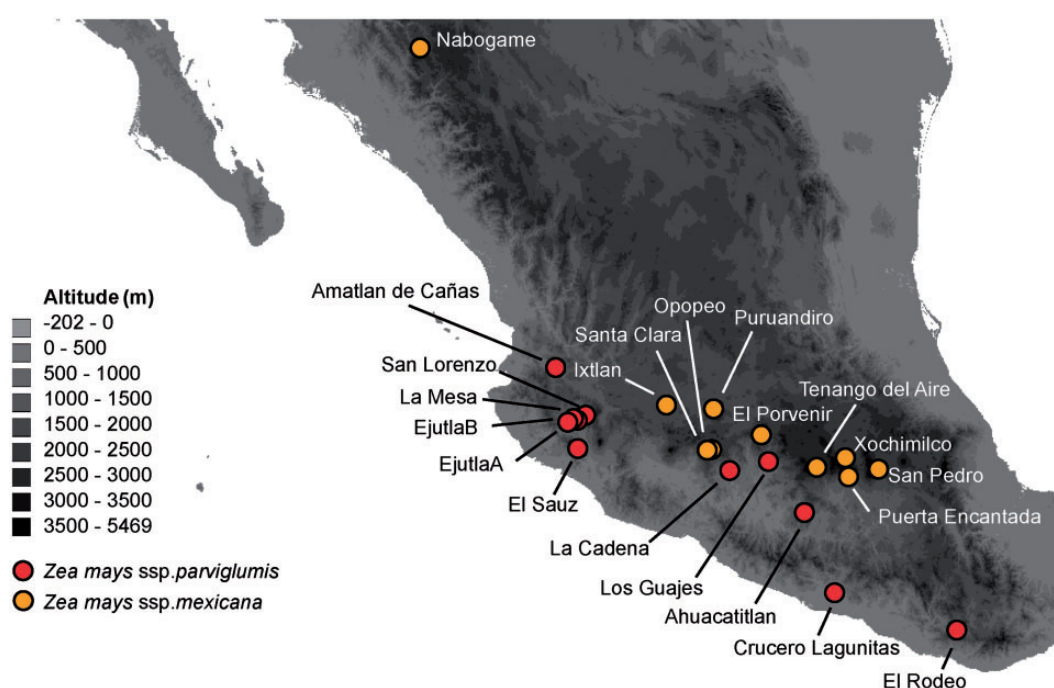 Nabogame
Altitude (m)
-202 - 0
0 - 500
500 - 1000
1000 - 1500
1500 - 2000
2000 - 2500
2500 - 3000
3000 - 3500
3500 - 5469
Zea mays ssp.parviglumis
Zea mays ssp.mexicana
Amatlan de Cañas
San Lorenzo
La Mesa
EjutlaB
EjutlaA
El Sauz
Opopeo
Santa Clara
Ixtlan
Puruandiro
El Porvenir
Tenango del Aire
Xochimilco
San Pedro
Puerta Encantada
La Cadena
Los Guajes
Ahuacatitlan
Crucero Lagunitas
El Rodeo